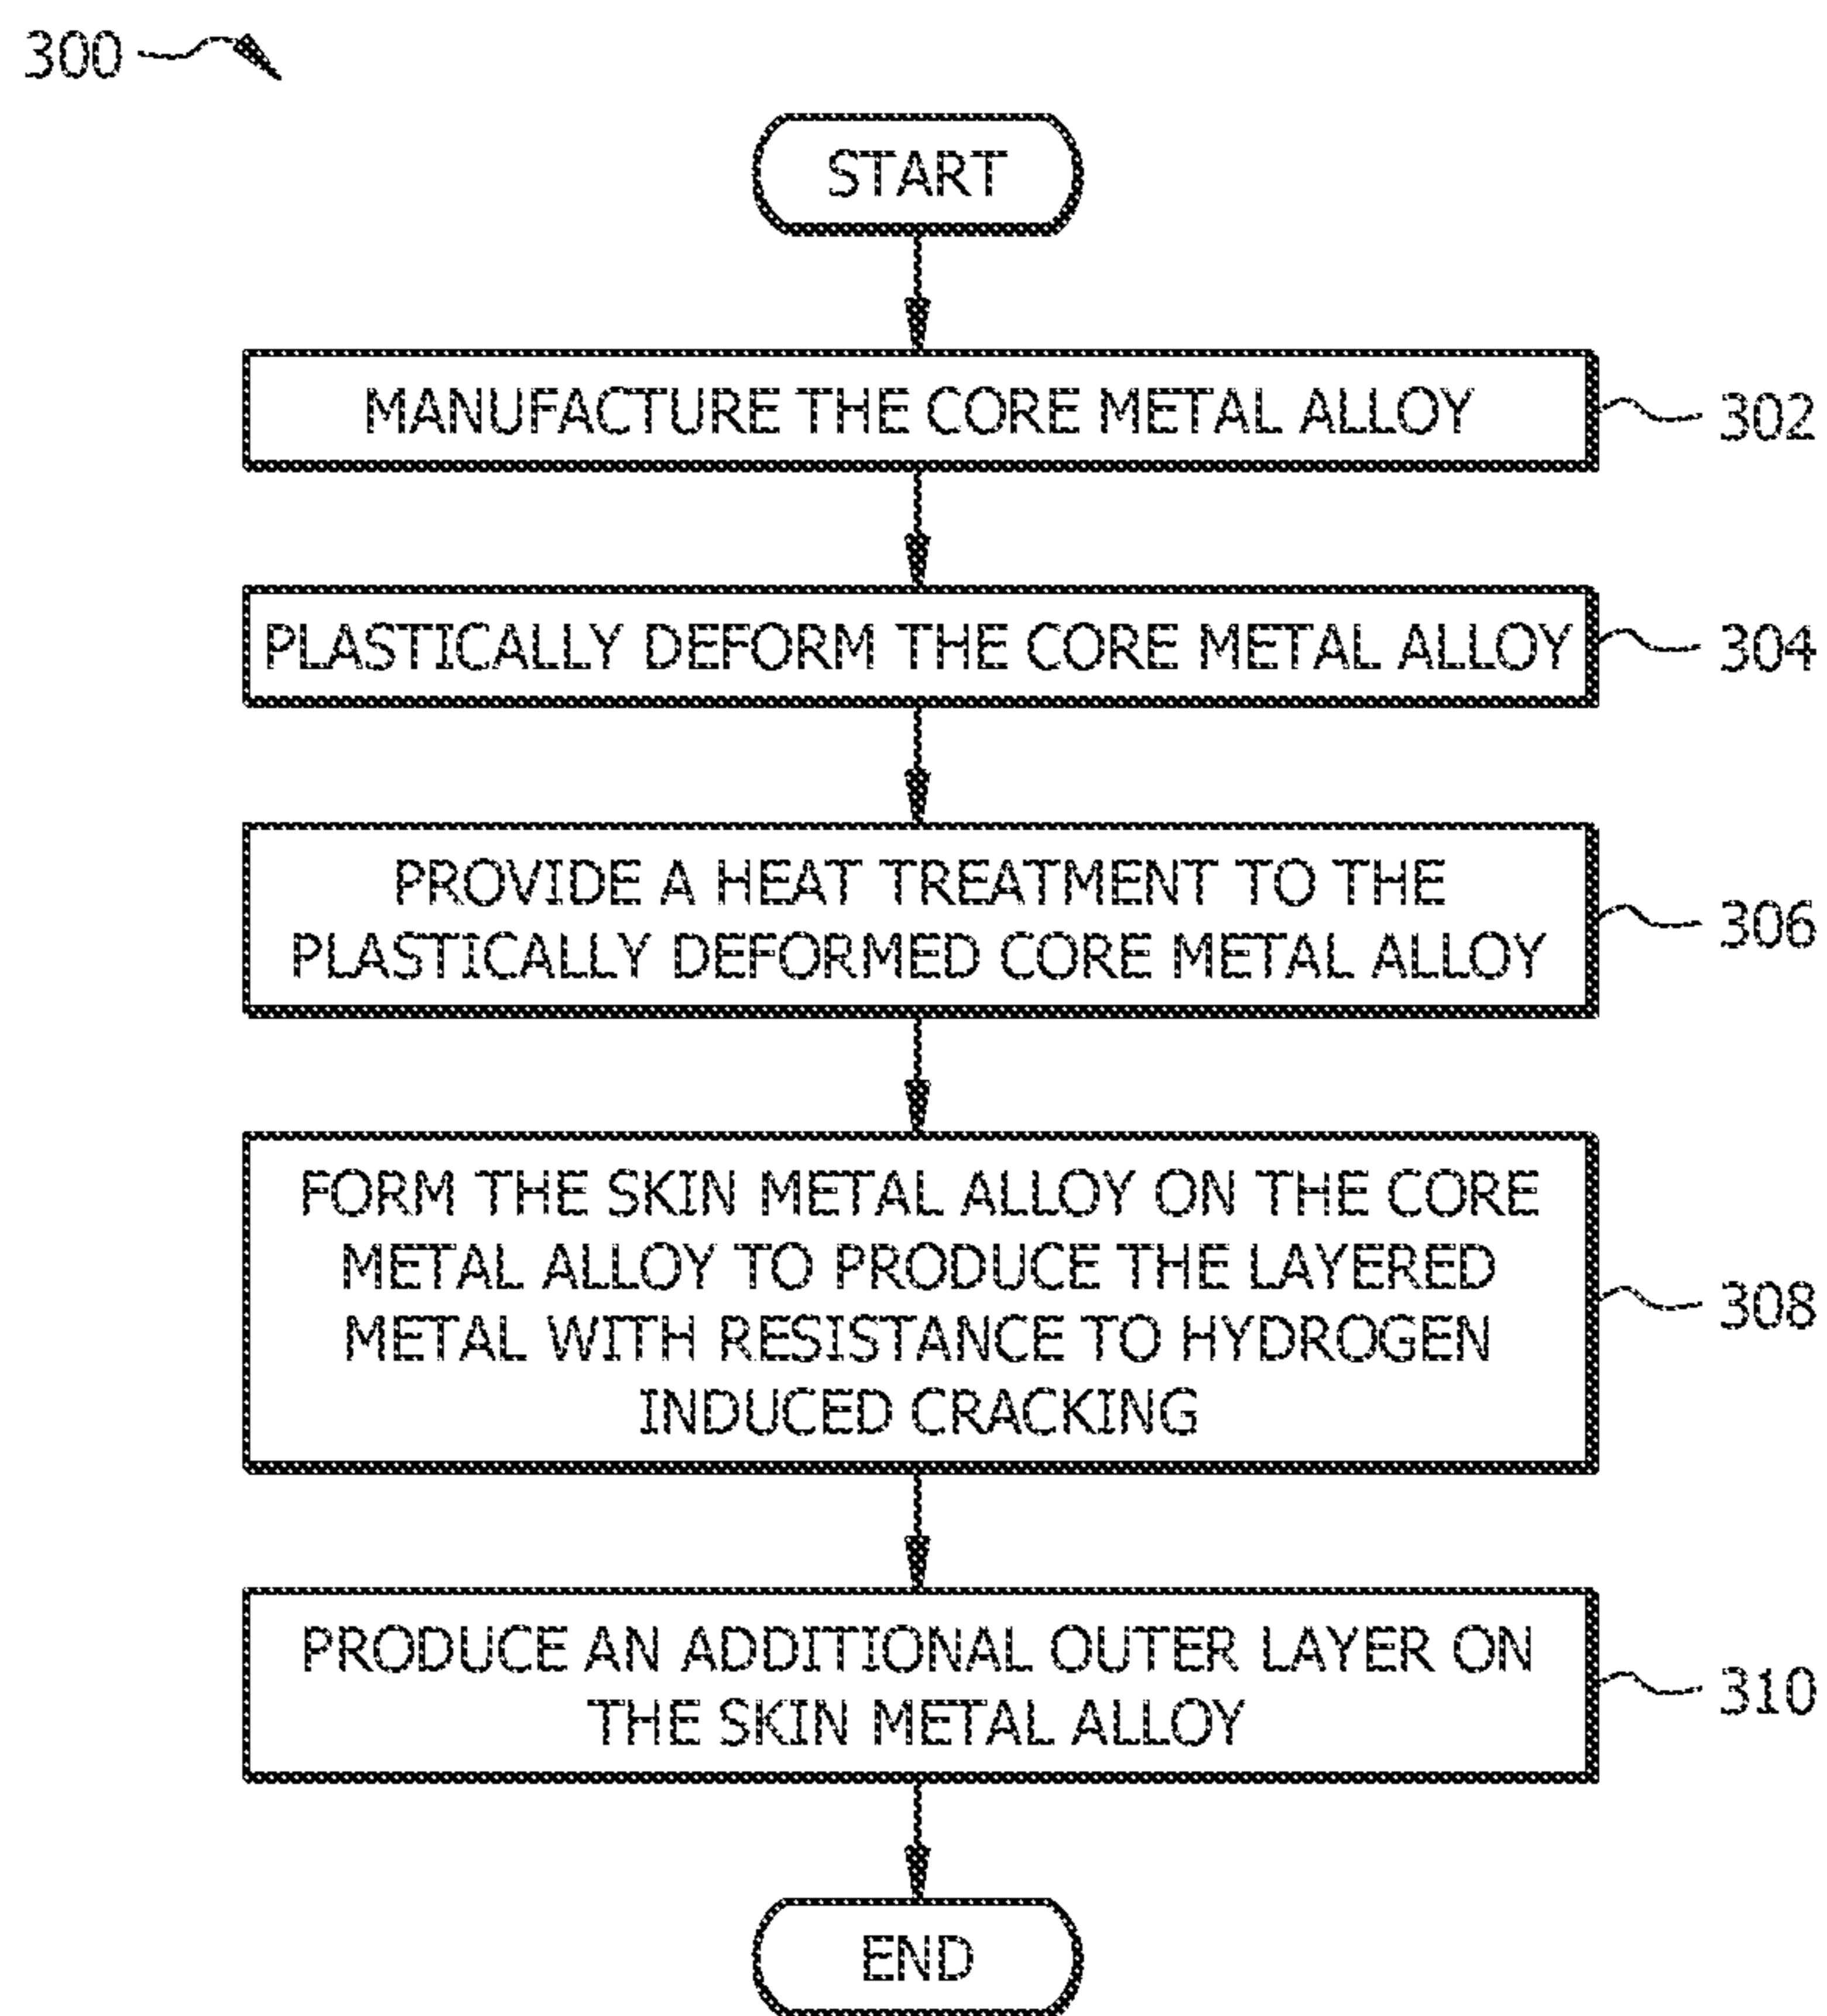 300
START
MANUFACTURE THE CORE METAL ALLOY
302
PLASTICALLY DEFORM THE CORE METAL ALLOY
304
PROVIDE A HEAT TREATMENT TO THE
PLASTICALLY DEFORMED CORE METAL ALLOY
306
FORM THE SKIN METAL ALLOY ON THE CORE
METAL ALLOY TO PRODUCE THE LAYERED
METAL WITH RESISTANCE TO HYDROGEN
INDUCED CRACKING
308
PRODUCE AN ADDITIONAL OUTER LAYER ON
THE SKIN METAL ALLOY
310
END